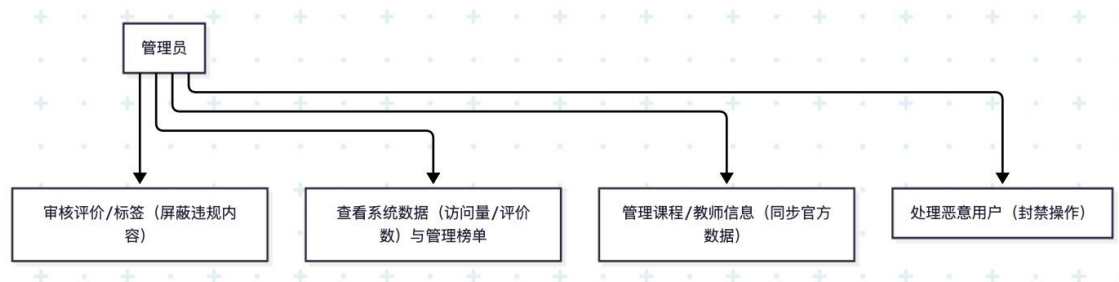 管理员
审核评价/标签（屏蔽违规内
容）
查看系统数据（访问量/评价
数）与管理榜单
管理课程/教师信息（同步官方
数据）
处理恶意用户（封禁操作）